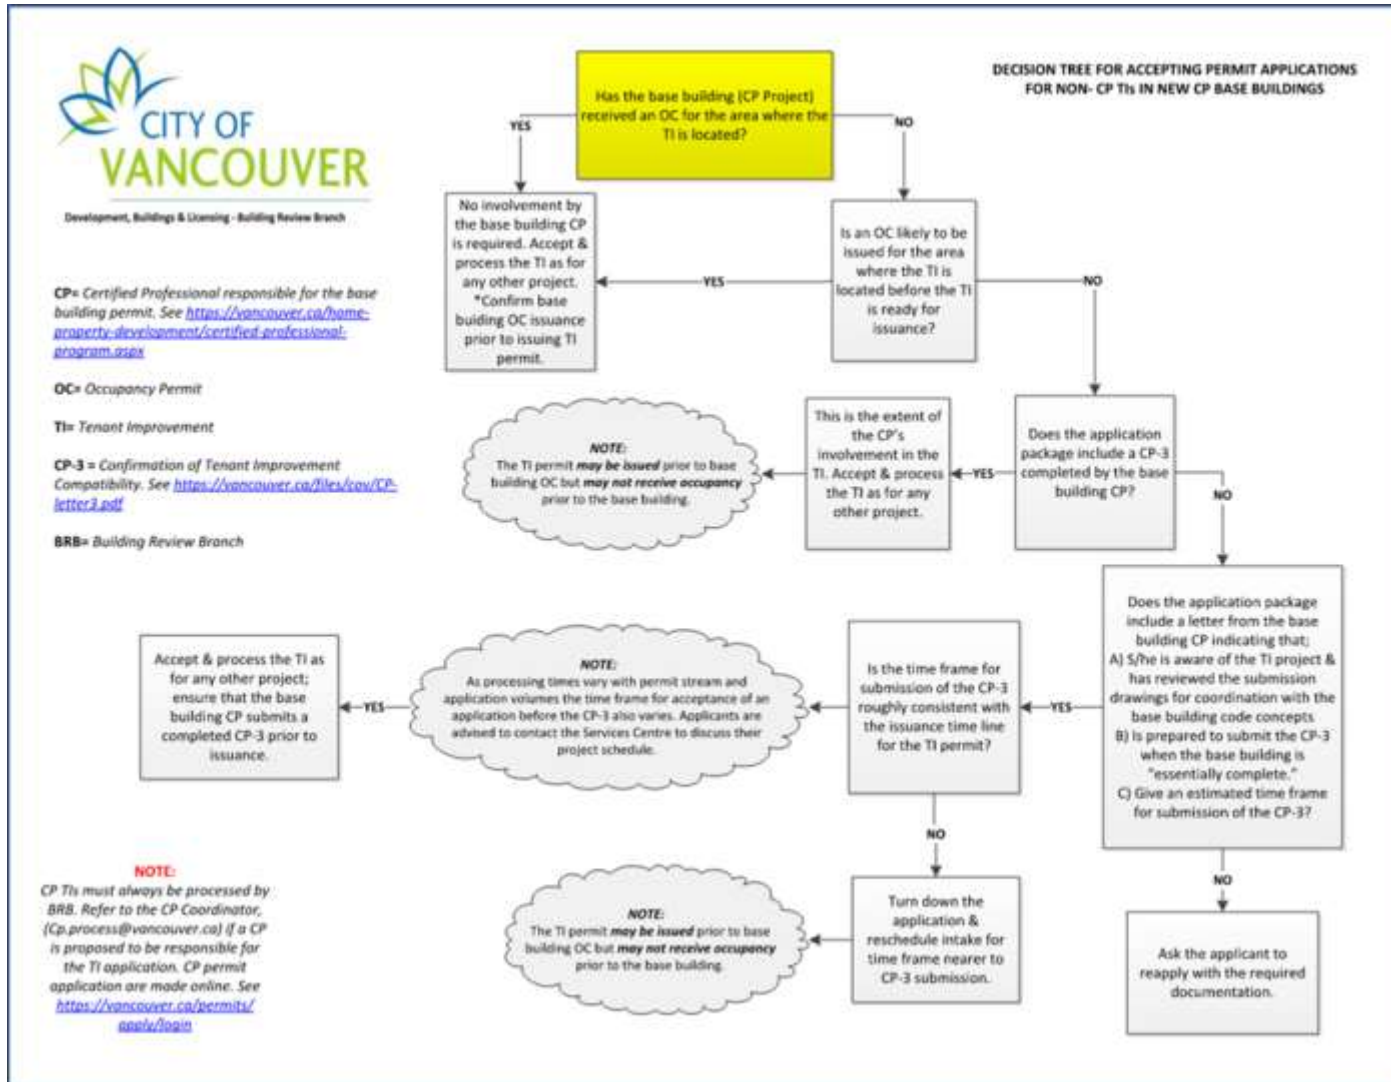 CITY OF
VANCOUVER
Development, Buildings & Licensing - Building Review Branch
DECISION TREE FOR ACCEPTING PERMIT APPLICATIONS
FOR NON- CP TIs IN NEW CP BASE BUILDINGS
Has the base building (CP Project)
received an OC for the area where the
TI is located?
YES
NO
No involvement by
the base building CP
is required. Accept &
process the TI as for
any other project.
*Confirm base
buiding OC issuance
prior to issuing TI
permit.
Is an OC likely to be
issued for the area
where the TI is
located before the TI
is ready for
issuance?
YES
NO
CP= Certified Professional responsible for the base
building permit. See https://vancouver.ca/home-
property-development/certified-professional-
program.aspx
OC= Occupancy Permit
TI= Tenant Improvement
CP-3 = Confirmation of Tenant Improvement
Compatibility. See https://vancouver.ca/files/cov/CP-
letter3.pdf
BRB= Building Review Branch
Does the application
package include a CP-3
completed by the base
building CP?
YES
NO
This is the extent of
the CP's
involvement in the
TI. Accept & process
the TI as for any
other project.
NOTE:
The TI permit may be issued prior to base
building OC but may not receive occupancy
prior to the base building.
Does the application package
include a letter from the base
building CP indicating that;
A) S/he is aware of the TI project &
has reviewed the submission
drawings for coordination with the
base building code concepts
B) Is prepared to submit the CP-3
when the base building is
"essentially complete."
C) Give an estimated time frame
for submission of the CP-3?
YES
NO
Is the time frame for
submission of the CP-3
roughly consistent with
the issuance time line
for the TI permit?
NOTE:
As processing times vary with permit stream and
application volumes the time frame for acceptance of an
application before the CP-3 also varies. Applicants are
advised to contact the Services Centre to discuss their
project schedule.
YES
Accept & process the TI as
for any other project;
ensure that the base
building CP submits a
completed CP-3 prior to
issuance.
NO
Turn down the
application &
reschedule intake for
time frame nearer to
CP-3 submission.
NOTE:
The TI permit may be issued prior to base
building OC but may not receive occupancy
prior to the base building.
Ask the applicant to
reapply with the required
documentation.
NOTE:
CP TIs must always be processed by
BRB. Refer to the CP Coordinator,
(Cp.process@vancouver.ca) if a CP
is proposed to be responsible for
the TI application. CP permit
application are made online. See
https://vancouver.ca/permits/
apply/login